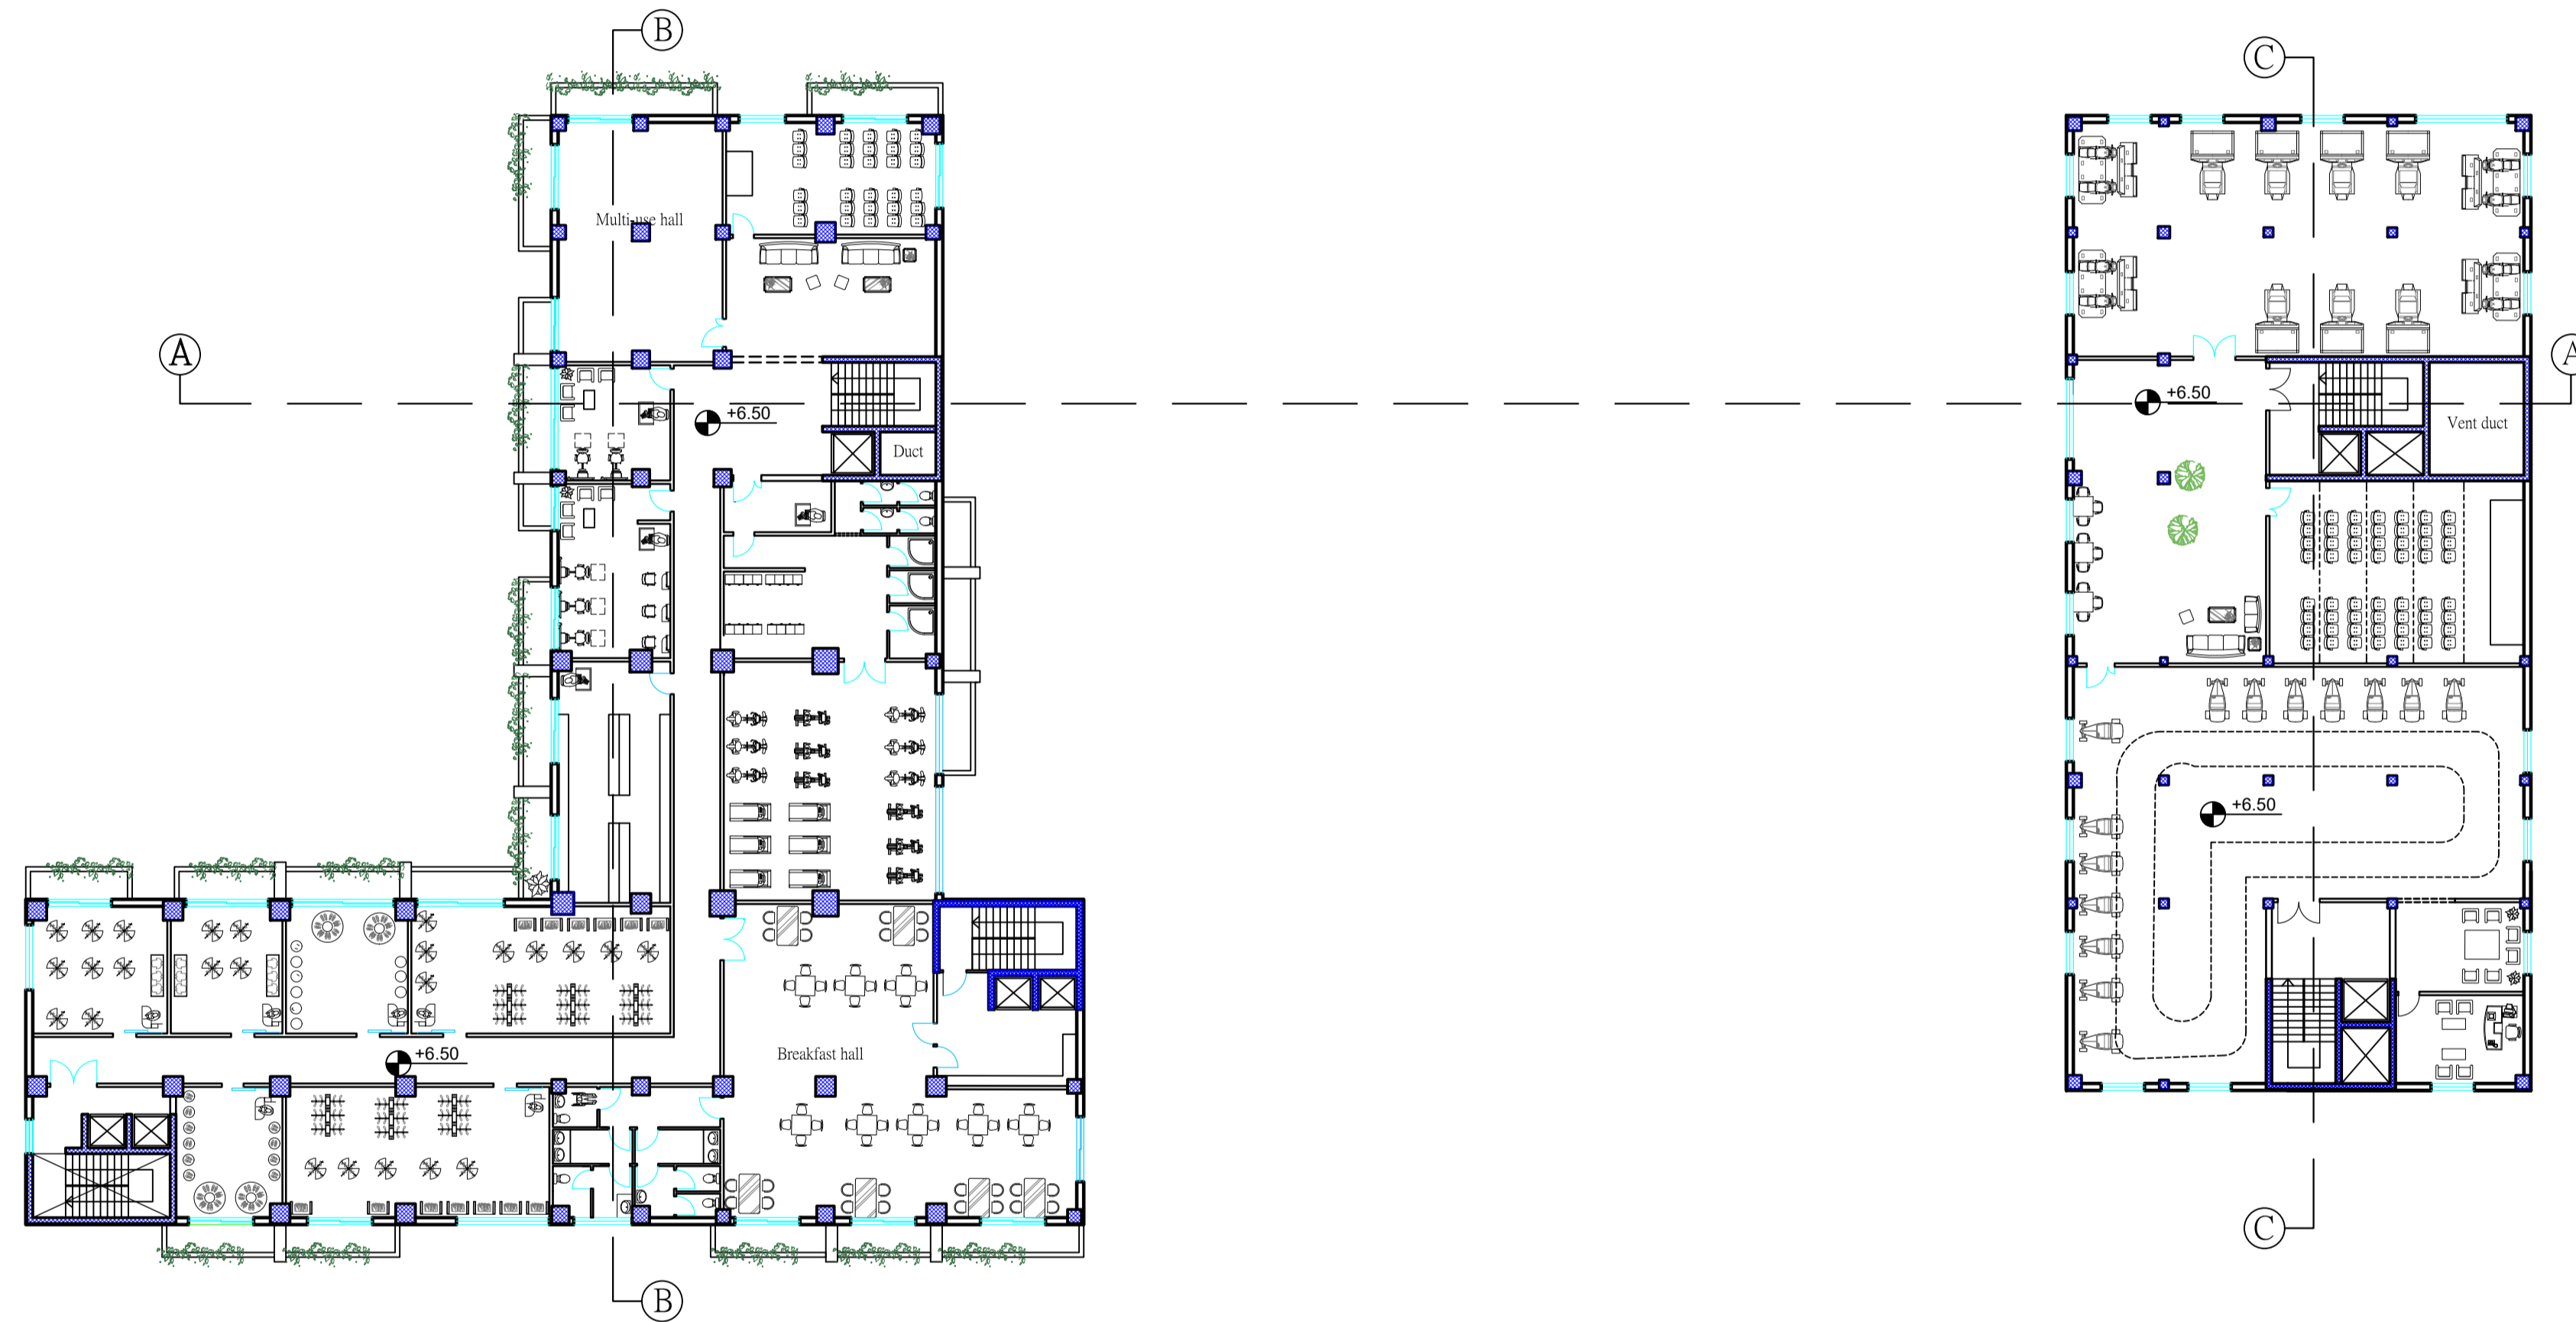 B
C
Multi-use hall
A
A
+6.50
+6.50
Vent duct
Duct
+6.50
+6.50
Breakfast hall
C
B